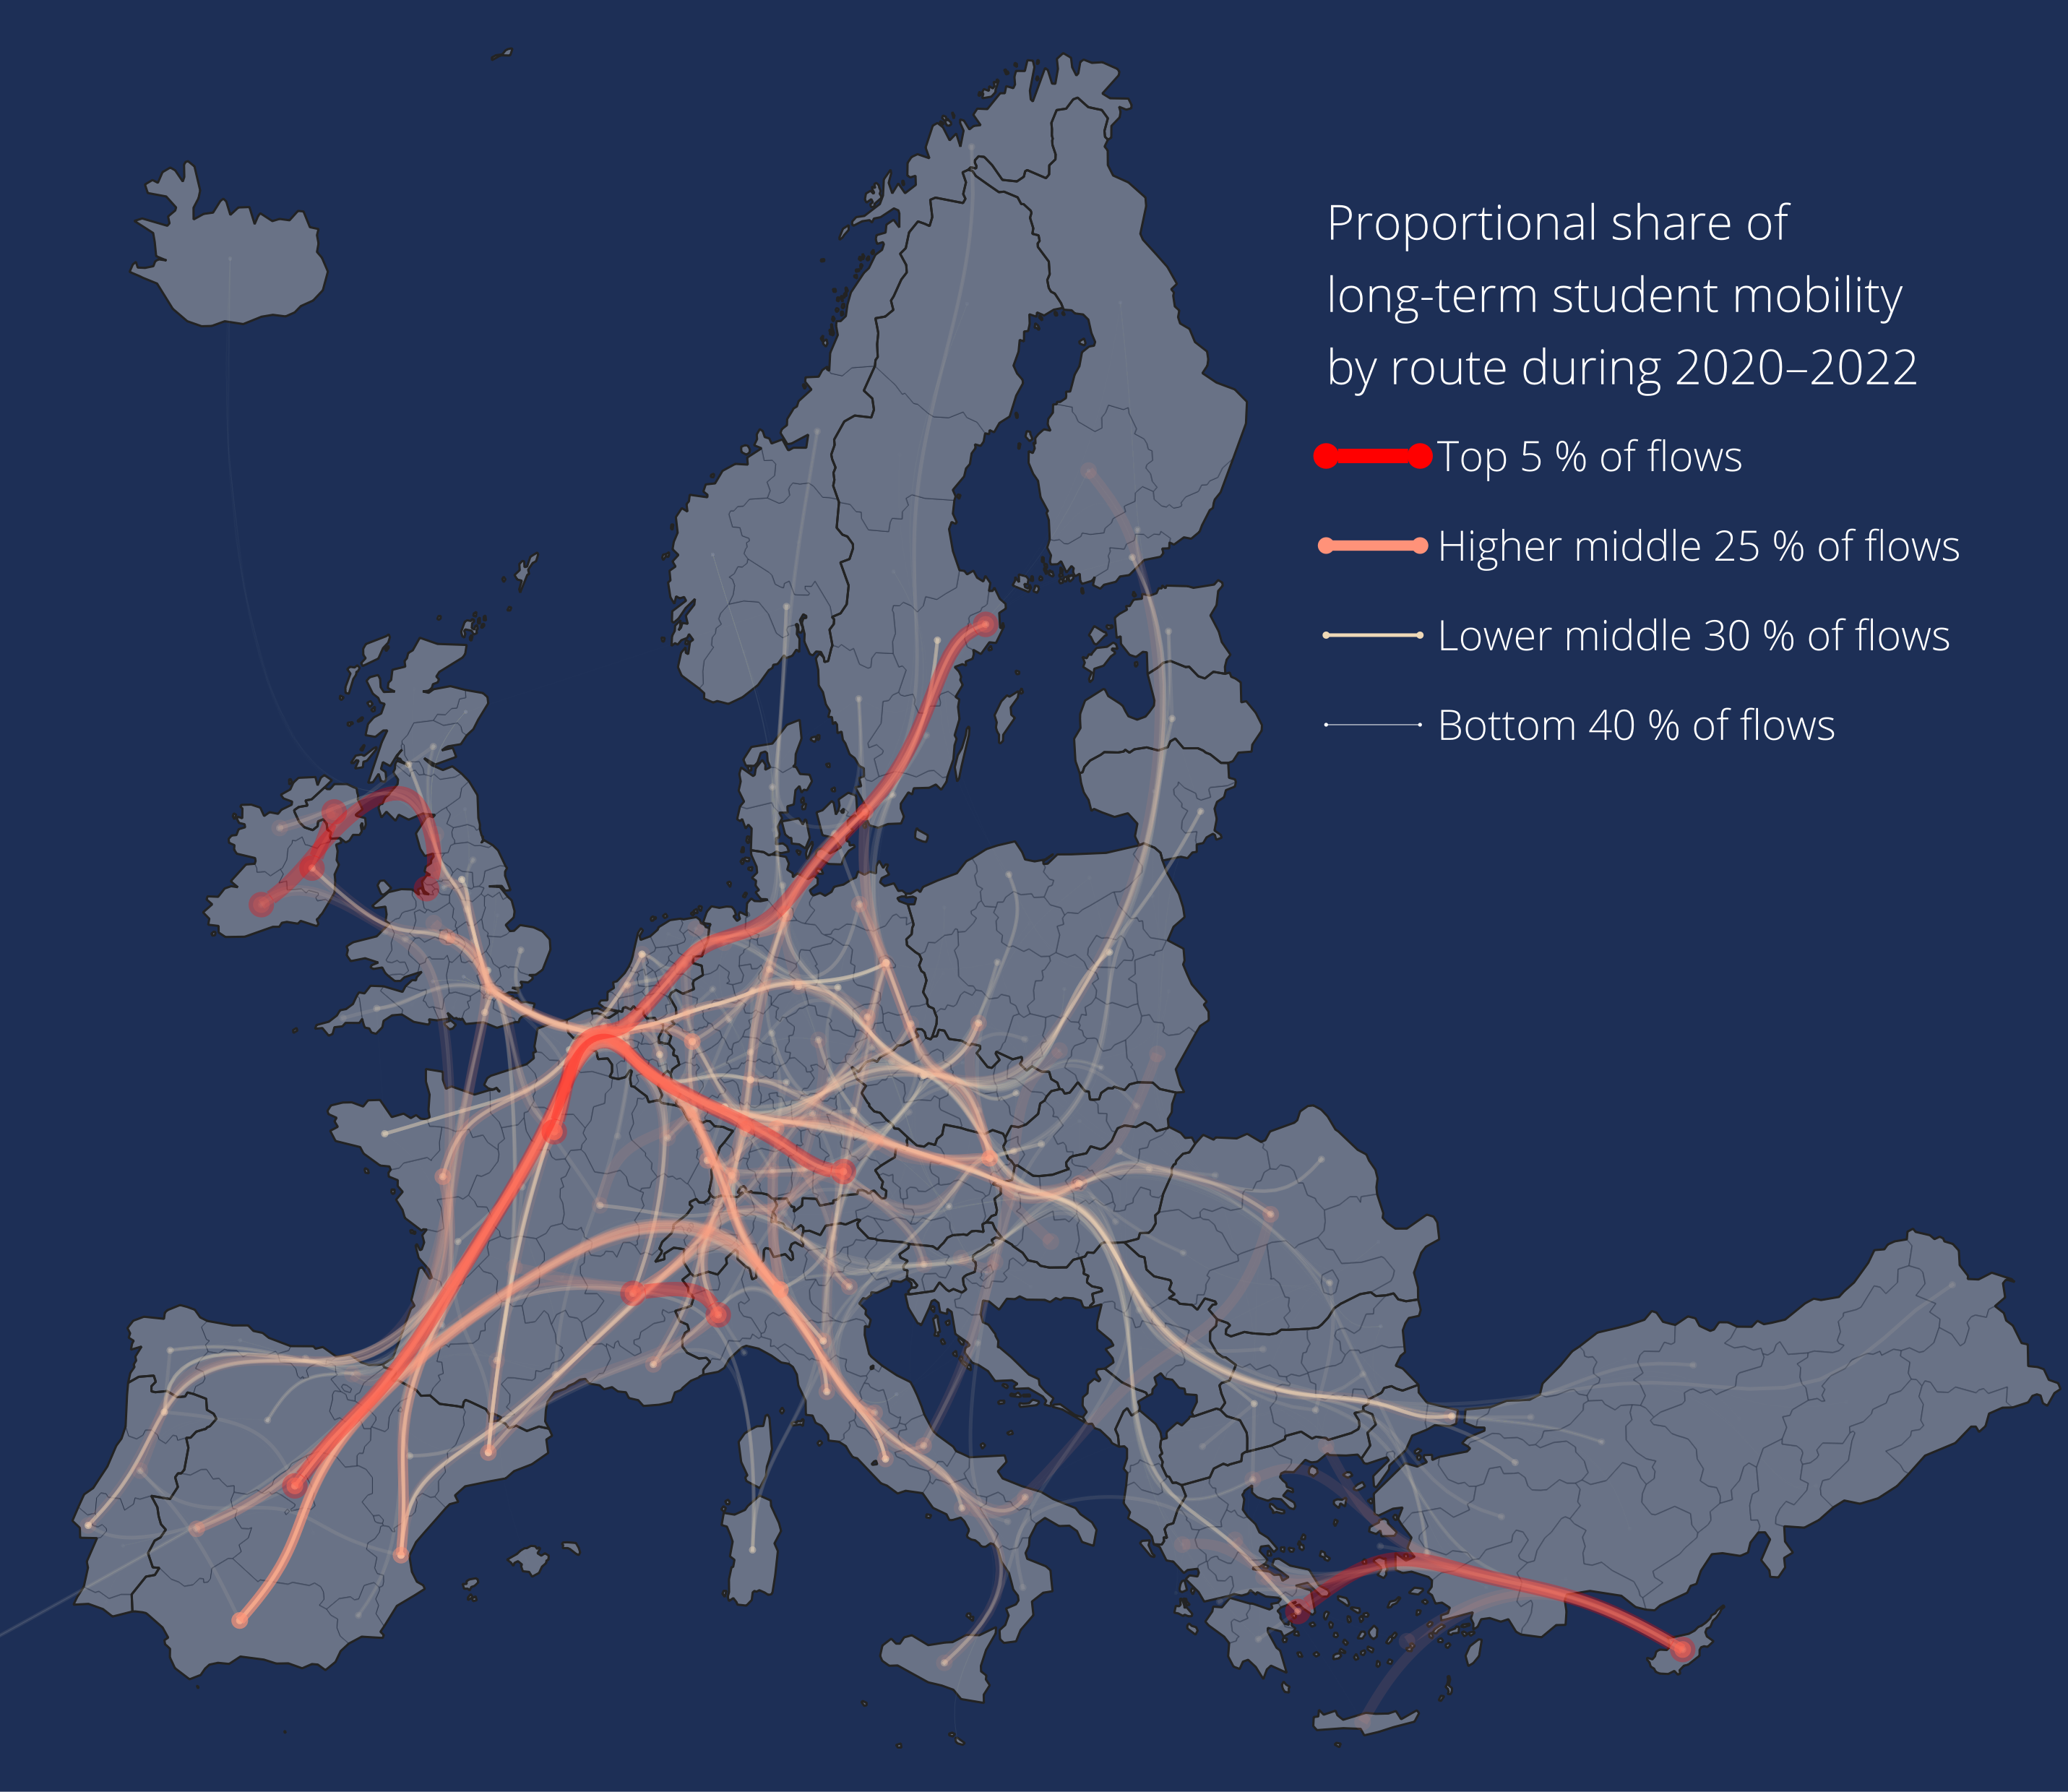 Proportional share of
long-term student mobility
by route during 2020–2022
Top 5 % of flows
Higher middle 25 % of flows
Lower middle 30 % of flows
Bottom 40 % of flows